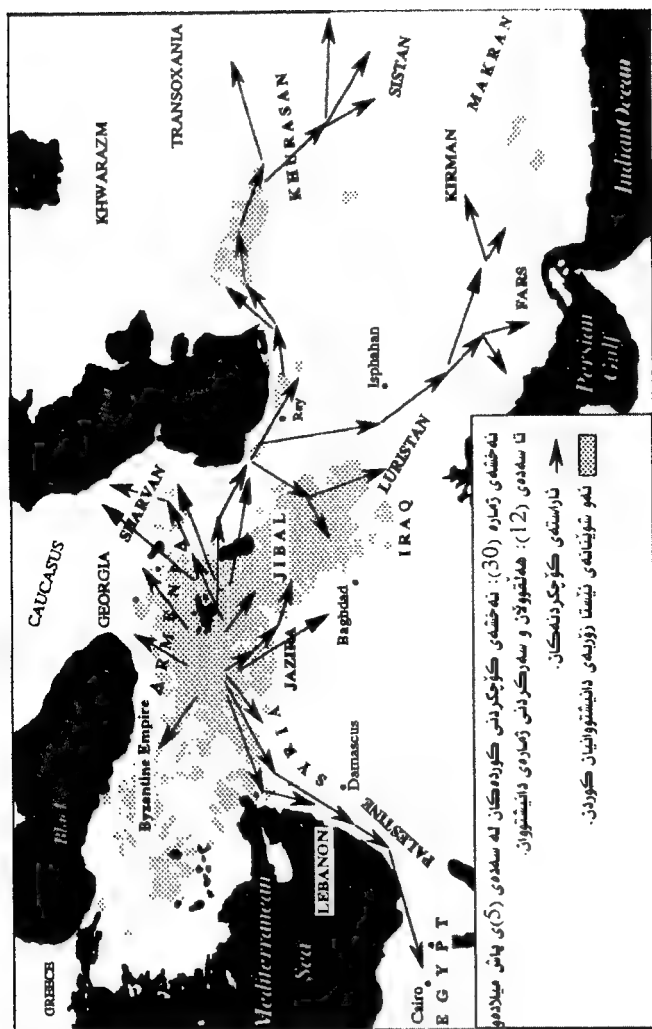 GREECE
Black
CAUCASUS
GEORGIA
SHARVAN
ARMENIA
Byzantine Empire
KHWARAZM
TRANSOXANIA
KHURASAN
SISTAN
MAKRAN
KIRMAN
FARS
Ray
Isphahan
LURISTAN
JIBAL
IRAQ
JAZIRA
Baghdad
SYRIA
Damascus
PALESTINE
LEBANON
Mediterranean
Sea
Cairo
EGYPT
Persian
Gulf
Indian Ocean
نەخشەی ژمارە (30): نەخشەی کۆچکردنی کوردەکان لە سەدەی (5)ی پاش میلادەوە
تا سەدەی (12): هەڵقووڵان و سەرکردنی ژمارەی دانیشتووان.
ئاراستەی کۆچکردنەکان.
ئەو شوێنانەی ئێستا زۆربەی دانیشتووانیان کوردن.